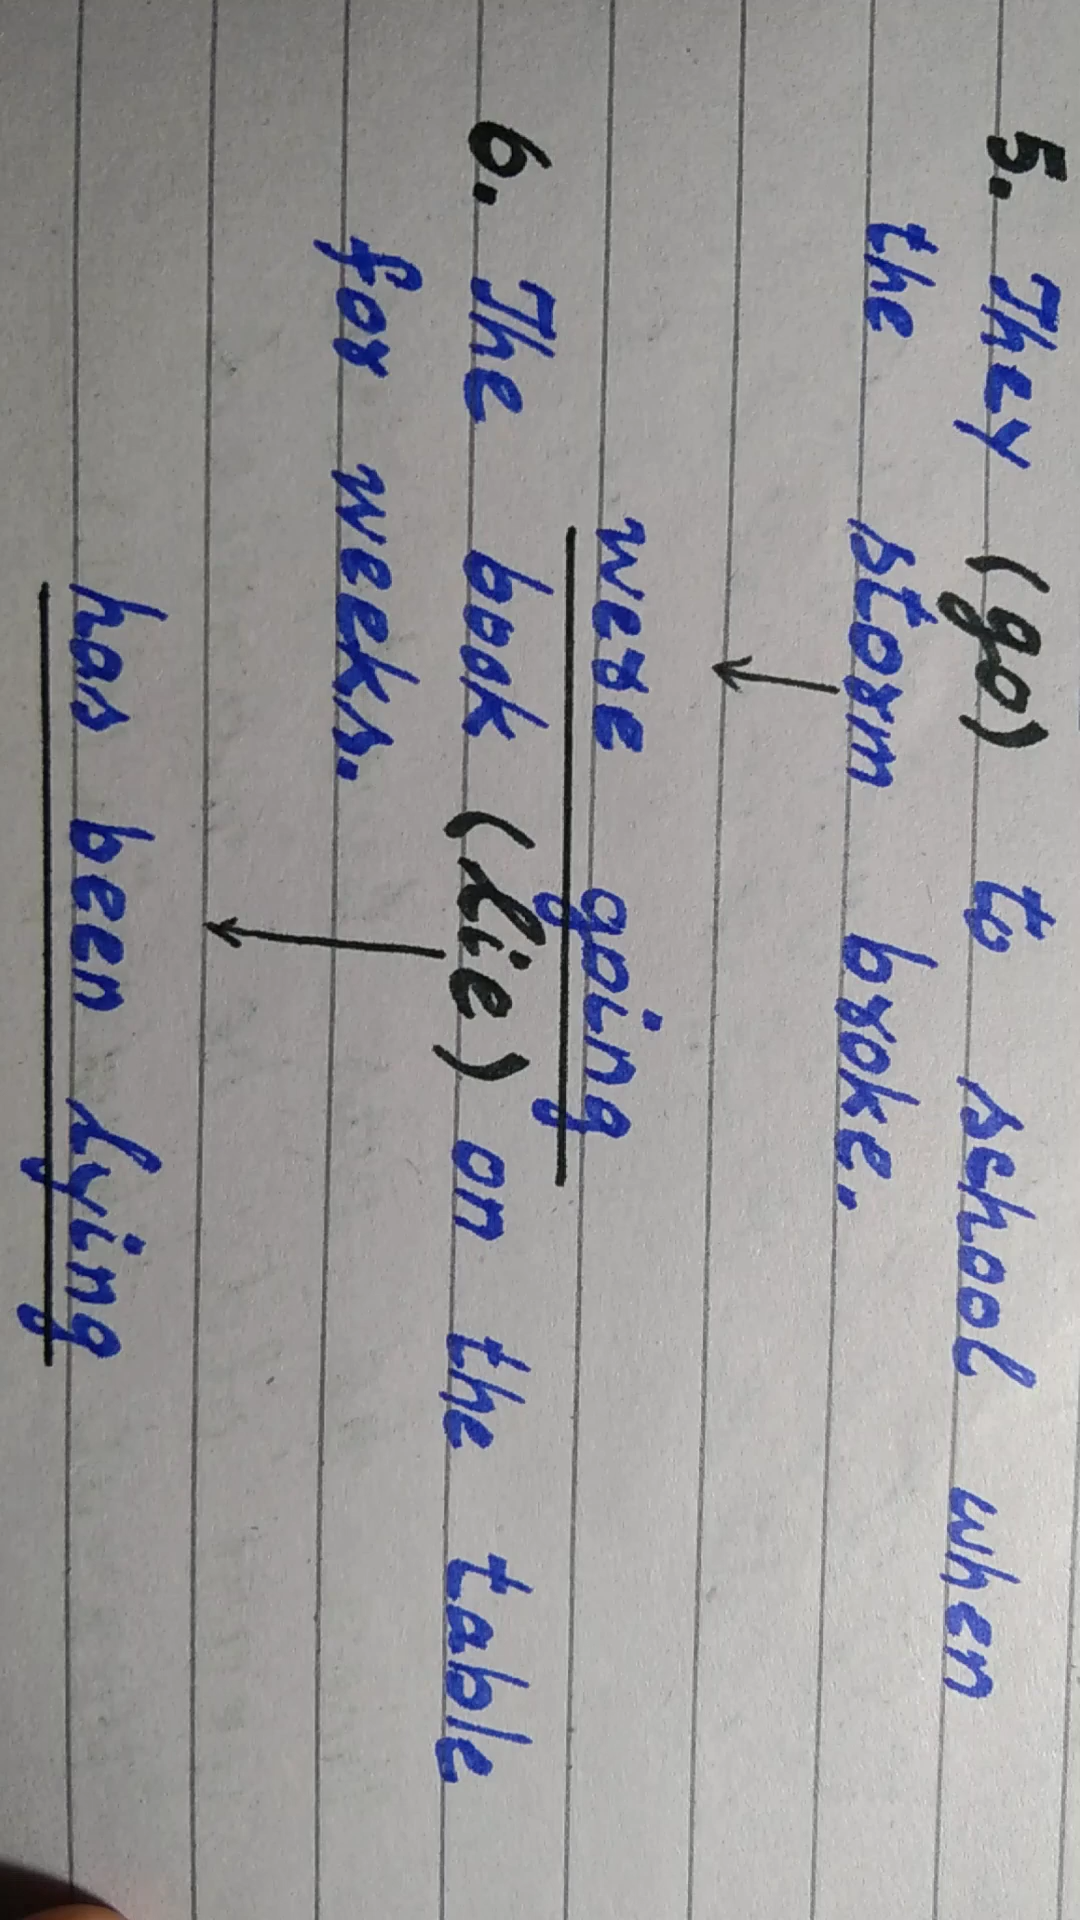 5. They (go) to school when
the storm broke.
were going
6. The book (lie) on the table
for weeks.
has been lying